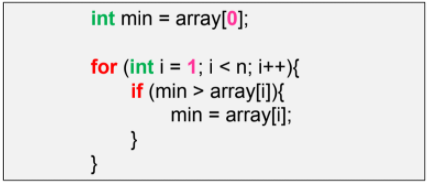 int min = array[0];
for (int i = 1; i < n; i++){
if (min > array[i]){
min = array[i];
}
}